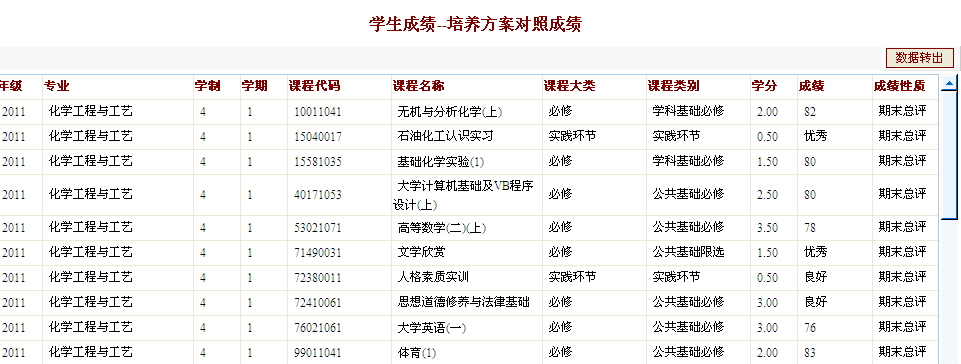 学生成绩--培养方案对照成绩
数据转出
年级 专业 学制 学期 课程代码 课程名称 课程大类 课程类别 学分 成绩 成绩性质
2011 化学工程与工艺 4 1 10011041 无机与分析化学(上) 必修 学科基础必修 2.00 82 期末总评
2011 化学工程与工艺 4 1 15040017 石油化工认识实习 实践环节 实践环节 0.50 优秀 期末总评
2011 化学工程与工艺 4 1 15581035 基础化学实验(1) 必修 学科基础必修 1.50 80 期末总评
2011 化学工程与工艺 4 1 40171053 大学计算机基础及VB程序 必修 公共基础必修 2.50 80 期末总评
设计(上)
2011 化学工程与工艺 4 1 53021071 高等数学(二)(上) 必修 公共基础必修 3.50 78 期末总评
2011 化学工程与工艺 4 1 71490031 文学欣赏 必修 公共基础限选 1.50 优秀 期末总评
2011 化学工程与工艺 4 1 72380011 人格素质实训 实践环节 实践环节 0.50 良好 期末总评
2011 化学工程与工艺 4 1 72410061 思想道德修养与法律基础 必修 公共基础必修 3.00 良好 期末总评
2011 化学工程与工艺 4 1 76021061 大学英语(一) 必修 公共基础必修 3.00 76 期末总评
2011 化学工程与工艺 4 1 99011041 体育(1) 必修 公共基础必修 2.00 83 期末总评